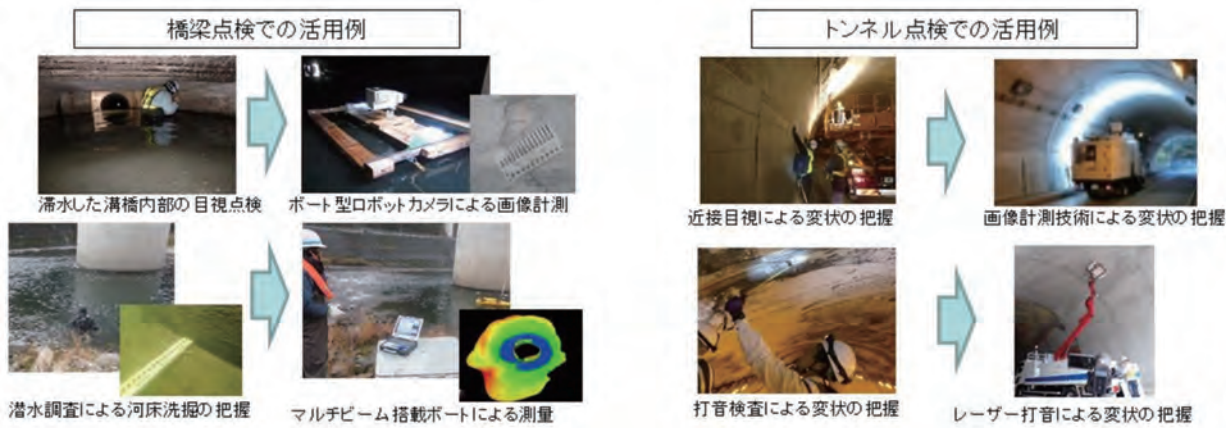 橋梁点検での活用例
滞水した溝橋内部の目視点検
ボート型ロボットカメラによる画像計測
潜水調査による河床洗掘の把握
マルチビーム搭載ボートによる測量
トンネル点検での活用例
近接目視による変状の把握
画像計測技術による変状の把握
打音検査による変状の把握
レーザー打音による変状の把握